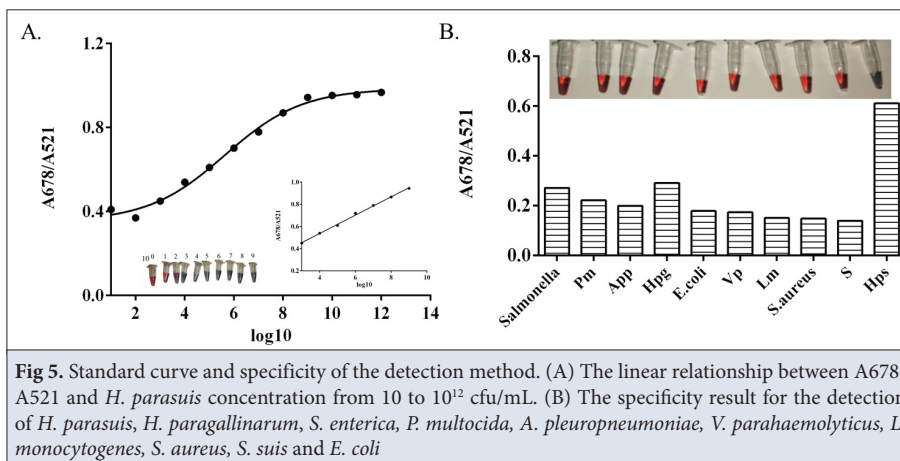 A.
1.2
0.8
0.4
0.0
A678/A521
2 4 6 8 10 12 14
log10
10 0 1 2 3 4 5 6 7 8 9
1.0
0.8
0.6
0.4
0.2
A678/A521
4 6 8 10
log10
B.
0.8
0.6
0.4
0.2
0.0
A678/A521
Salmonella Pm App Hpg E.coli Vp Lm S.aureus S Hps
Fig 5. Standard curve and specificity of the detection method. (A) The linear relationship between A678
A521 and H. parasuis concentration from 10 to 10¹² cfu/mL. (B) The specificity result for the detection
of H. parasuis, H. paragallinarum, S. enterica, P. multocida, A. pleuropneumoniae, V. parahaemolyticus, L
monocytogenes, S. aureus, S. suis and E. coli